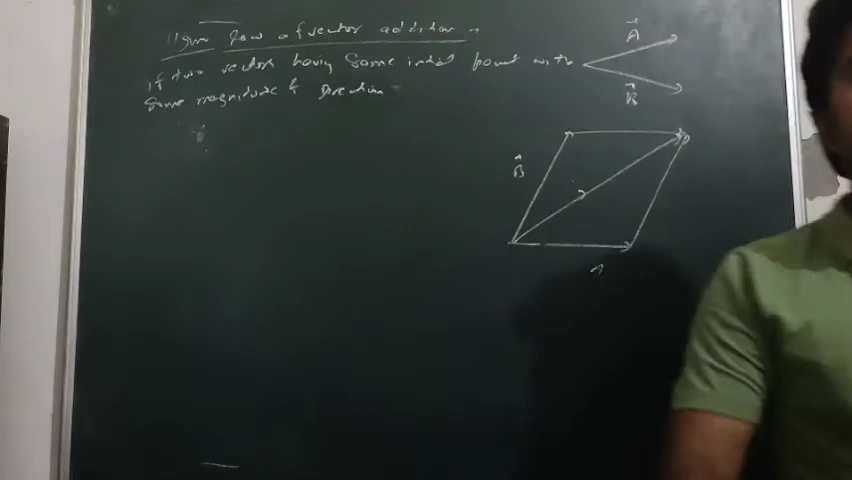 law of vector addition
if two vectors having same initial point with
same magnitude & direction
A
B
B
A